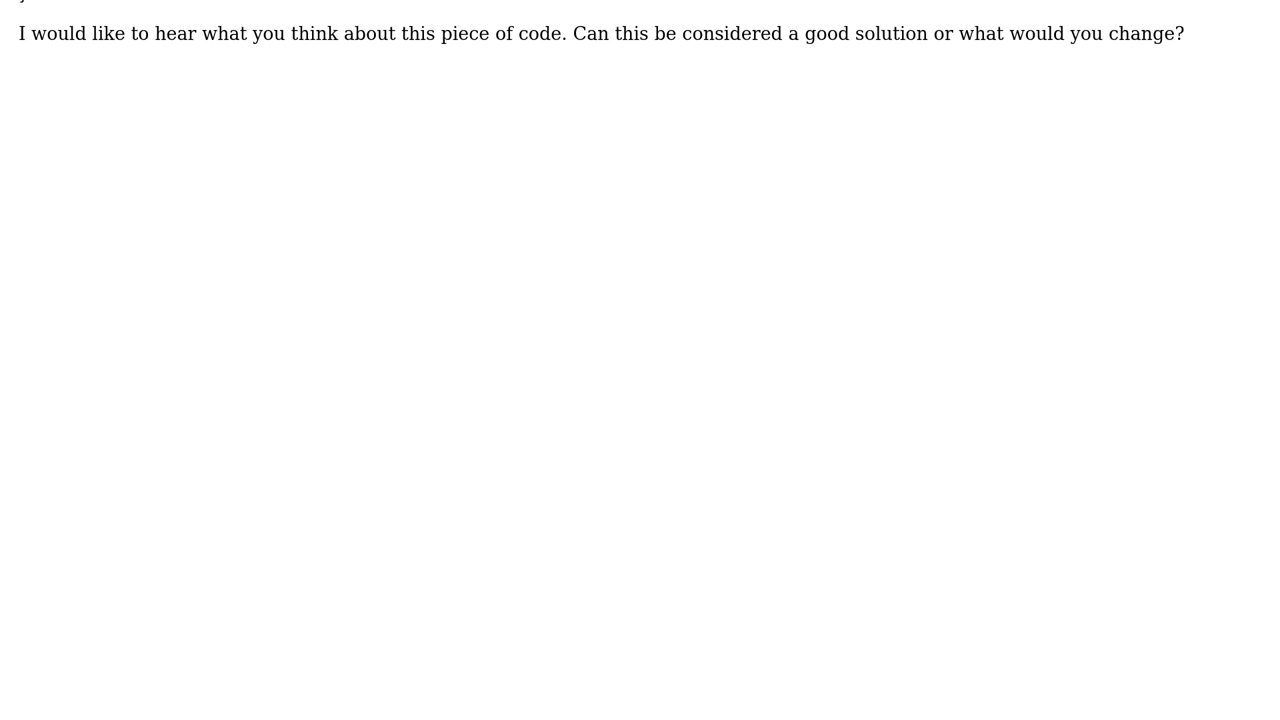 I would like to hear what you think about this piece of code. Can this be considered a good solution or what would you change?